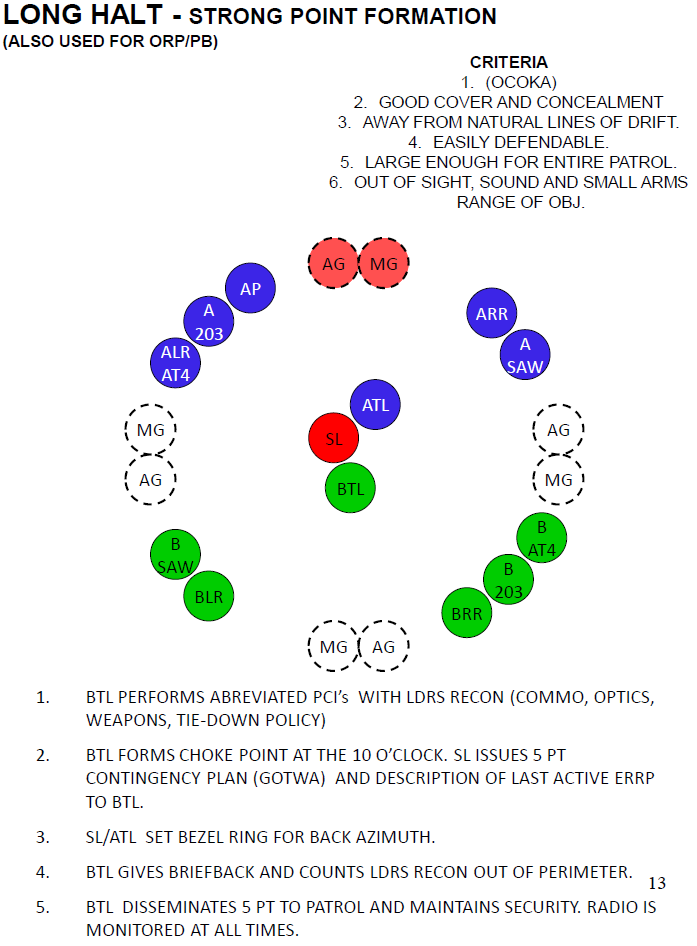 LONG HALT - STRONG POINT FORMATION
(ALSO USED FOR ORP/PB)
CRITERIA
1. (OCOKA)
2. GOOD COVER AND CONCEALMENT
3. AWAY FROM NATURAL LINES OF DRIFT.
4. EASILY DEFENDABLE.
5. LARGE ENOUGH FOR ENTIRE PATROL.
6. OUT OF SIGHT, SOUND AND SMALL ARMS
RANGE OF OBJ.
AG MG
AP
A
203
ALR
AT4
ARR
A
SAW
ATL
SL
BTL
MG
AG
AG
MG
B
SAW
BLR
B
AT4
B
203
BRR
MG AG
1. BTL PERFORMS ABREVIATED PCI’s WITH LDRS RECON (COMMO, OPTICS,
WEAPONS, TIE-DOWN POLICY)
2. BTL FORMS CHOKE POINT AT THE 10 O’CLOCK. SL ISSUES 5 PT
CONTINGENCY PLAN (GOTWA) AND DESCRIPTION OF LAST ACTIVE ERRP
TO BTL.
3. SL/ATL SET BEZEL RING FOR BACK AZIMUTH.
4. BTL GIVES BRIEFBACK AND COUNTS LDRS RECON OUT OF PERIMETER.
13
5. BTL DISSEMINATES 5 PT TO PATROL AND MAINTAINS SECURITY. RADIO IS
MONITORED AT ALL TIMES.